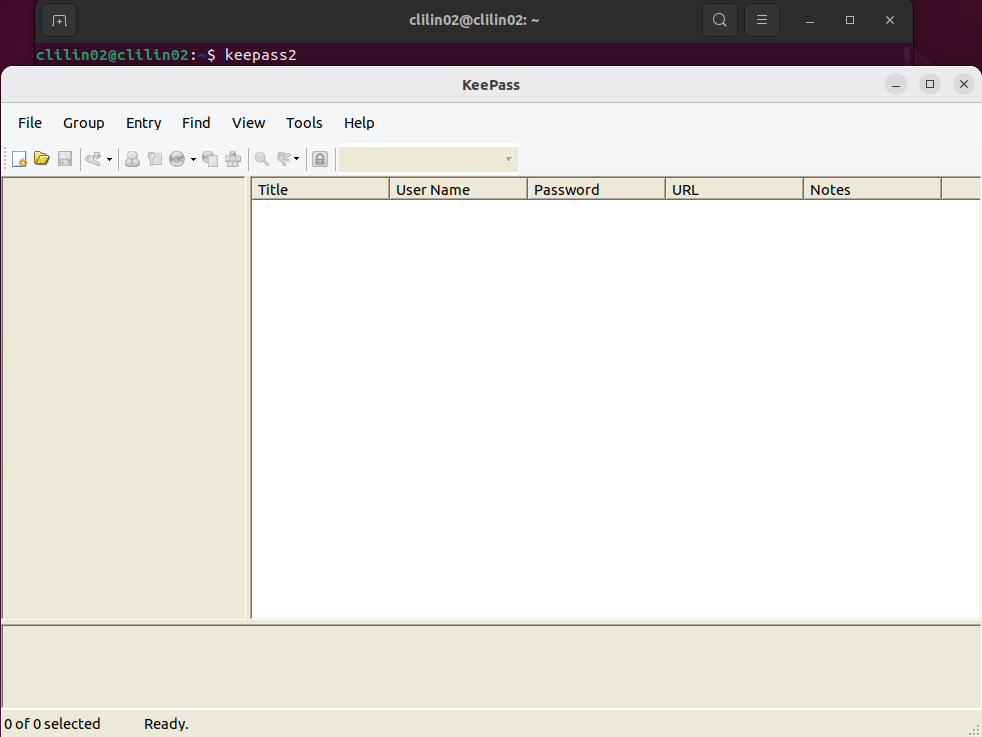 clilin02@clilin02: ~
clilin02@clilin02:~$ keepass2
KeePass
File Group Entry Find View Tools Help
Title User Name Password URL Notes
0 of 0 selected Ready.